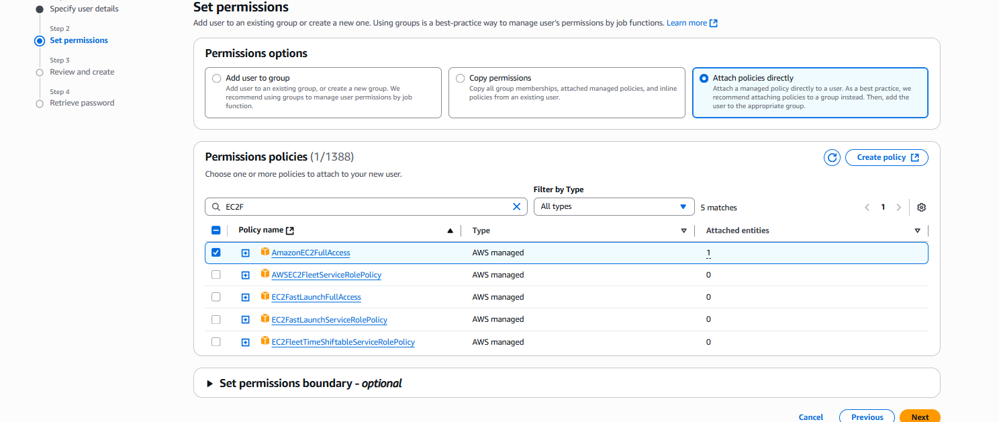 Specify user details
Step 2
Set permissions
Step 3
Review and create
Step 4
Retrieve password
Set permissions
Add user to an existing group or create a new one. Using groups is a best-practice way to manage user's permissions by job functions. Learn more
Permissions options
Add user to group
Add user to an existing group, or create a new group. We
recommend using groups to manage user permissions by job
function.
Copy permissions
Copy all group memberships, attached managed policies, and inline
policies from an existing user.
Attach policies directly
Attach a managed policy directly to a user. As a best practice, we
recommend attaching policies to a group instead. Then, add the
user to the appropriate group.
Permissions policies (1/1388)
Create policy
Choose one or more policies to attach to your new user.
Filter by Type
EC2F
All types
5 matches
1
Policy name Type Attached entities
AmazonEC2FullAccess AWS managed 1
AWSEC2FleetServiceRolePolicy AWS managed 0
EC2FastLaunchFullAccess AWS managed 0
EC2FastLaunchServiceRolePolicy AWS managed 0
EC2FleetTimeShiftableServiceRolePolicy AWS managed 0
Set permissions boundary - optional
Cancel Previous Next